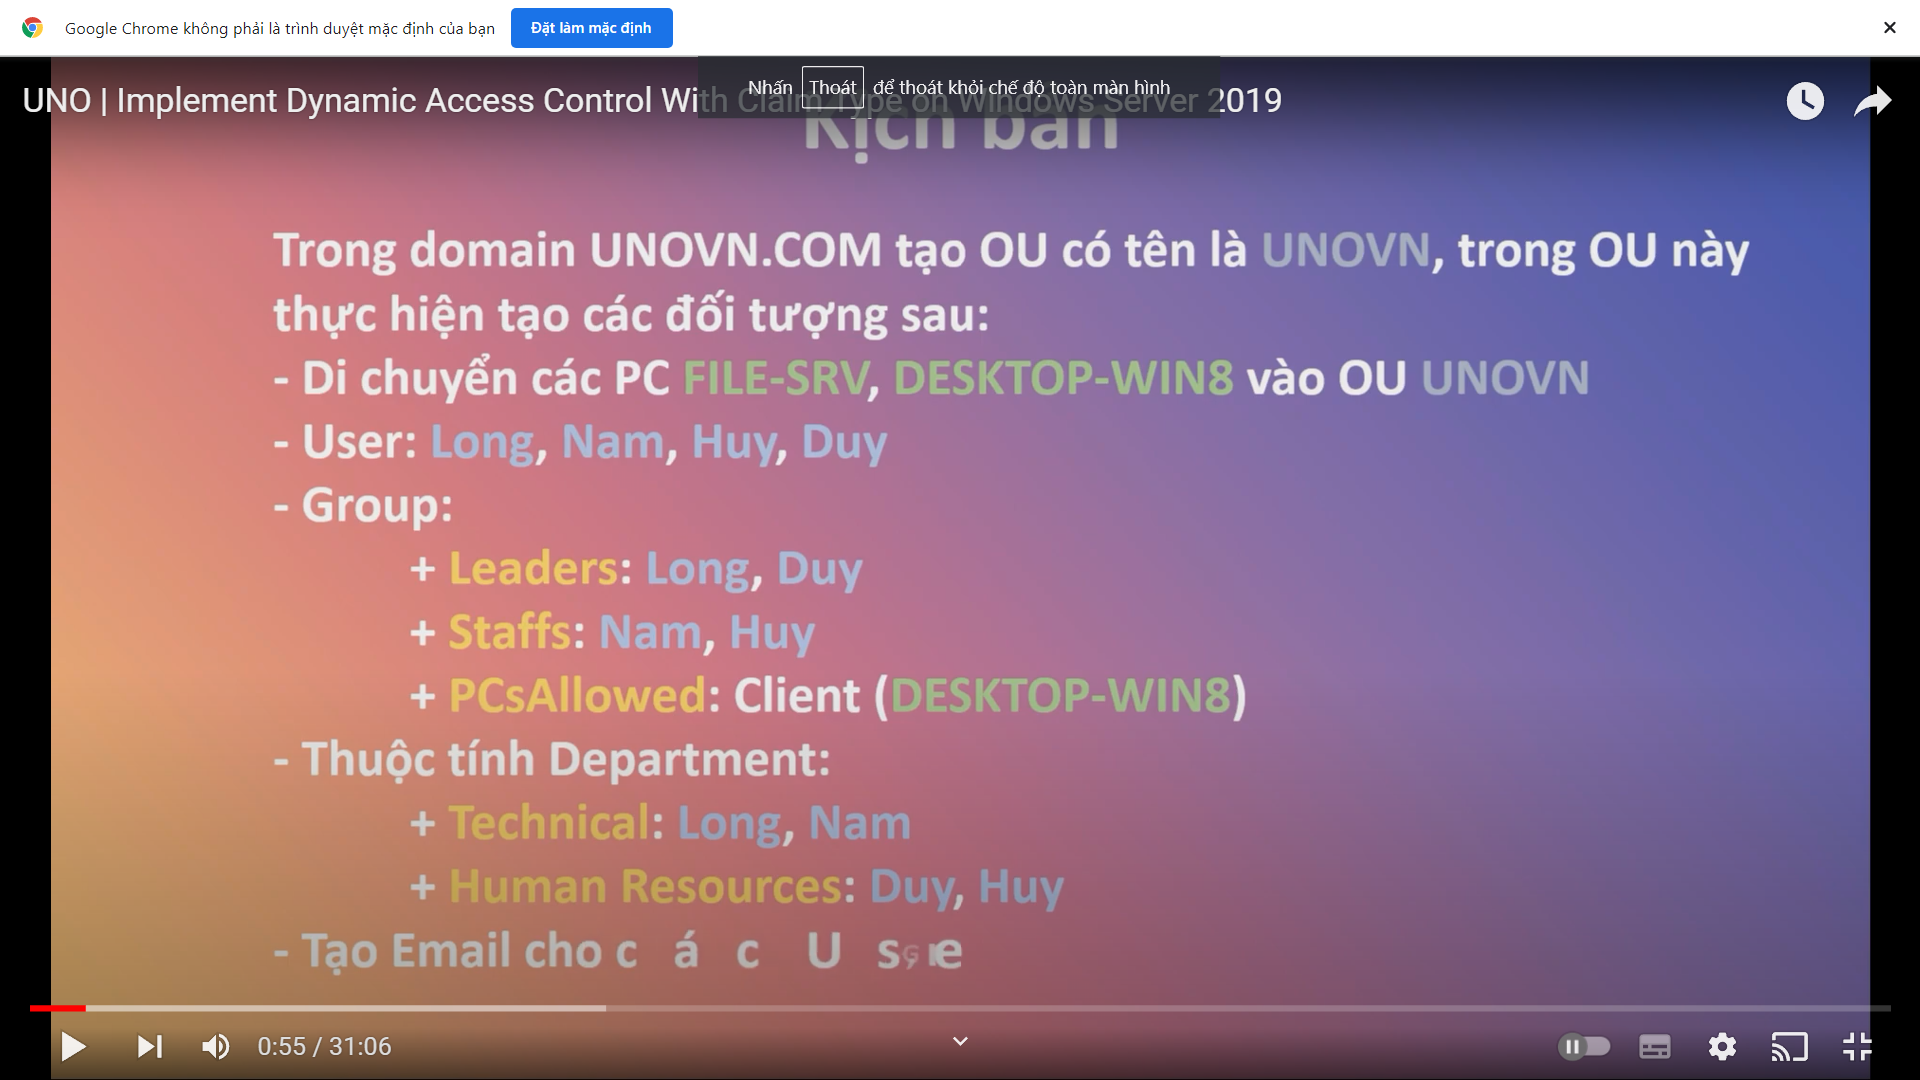 Google Chrome không phải là trình duyệt mặc định của bạn
Đặt làm mặc định
Nhấn Thoát để thoát khỏi chế độ toàn màn hình
UNO | Implement Dynamic Access Control With Claim Type on Windows Server 2019
Kịch bản
Trong domain UNOVN.COM tạo OU có tên là UNOVN, trong OU này
thực hiện tạo các đối tượng sau:
- Di chuyển các PC FILE-SRV, DESKTOP-WIN8 vào OU UNOVN
- User: Long, Nam, Huy, Duy
- Group:
+ Leaders: Long, Duy
+ Staffs: Nam, Huy
+ PCsAllowed: Client (DESKTOP-WIN8)
- Thuộc tính Department:
+ Technical: Long, Nam
+ Human Resources: Duy, Huy
- Tạo Email cho các
0:55 / 31:06